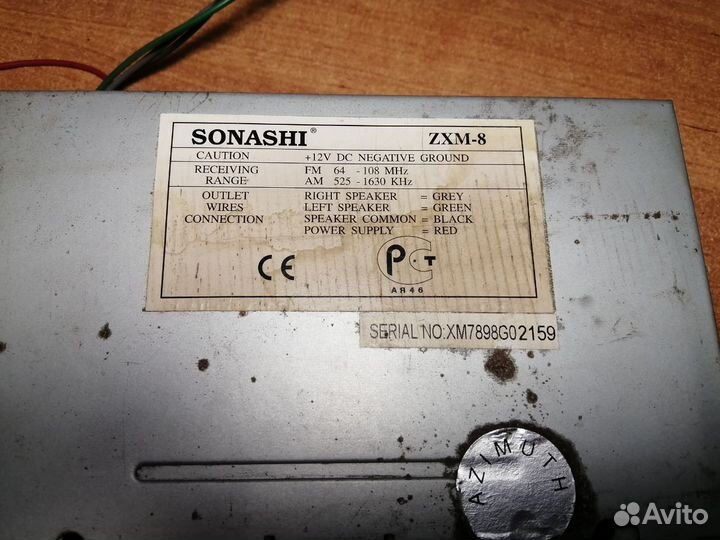 SONASHI® ZXM-8
CAUTION +12V DC NEGATIVE GROUND
RECEIVING FM 64 - 108 MHz
RANGE AM 525 - 1630 KHz
OUTLET RIGHT SPEAKER = GREY
WIRES LEFT SPEAKER = GREEN
CONNECTION SPEAKER COMMON = BLACK
POWER SUPPLY = RED
CE PCT
АЯ46
SERIAL NO:XM7898G02159
AZIMUTH
Avito